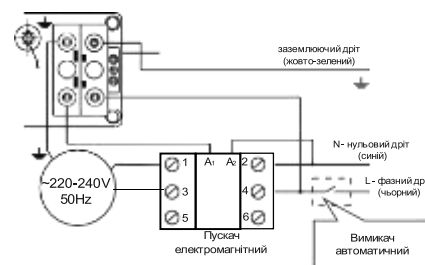 заземлюючий дріт
(жовто-зелений)
N- нульовий дріт
(синій)
L- фазний др
(чорний)
~220-240V
50Hz
1 A1 A2 2
3 4
5 6
Пускач
електромагнітний
Вимикач
автоматичний